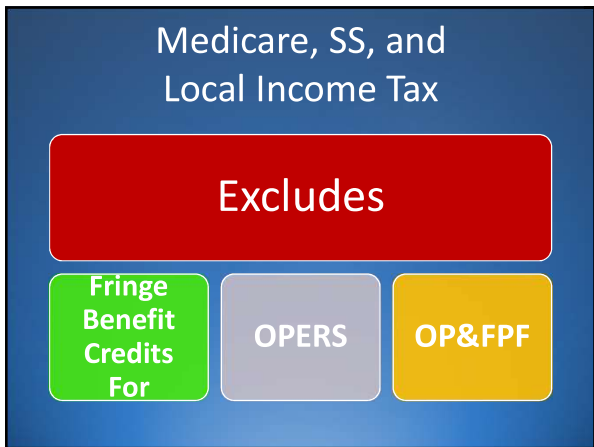 Medicare, SS, and
Local Income Tax
Excludes
Fringe
Benefit
Credits
For
OPERS
OP&FPF